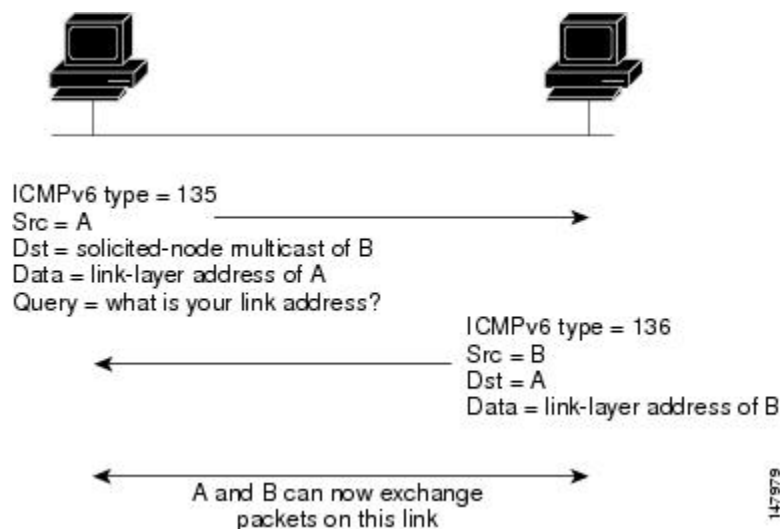 ICMPv6 type = 135
Src = A
Dst = solicited-node multicast of B
Data = link-layer address of A
Query = what is your link address?
ICMPv6 type = 136
Src = B
Dst = A
Data = link-layer address of B
A and B can now exchange
packets on this link
147979